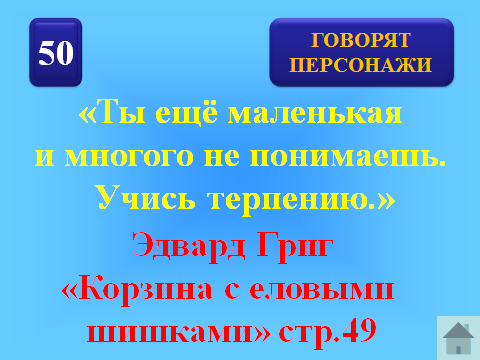 50
ГОВОРЯТ
ПЕРСОНАЖИ
«Ты ещё маленькая
и многого не понимаешь.
Учись терпению.»
Эдвард Григ
«Корзина с еловыми
шишками» стр.49